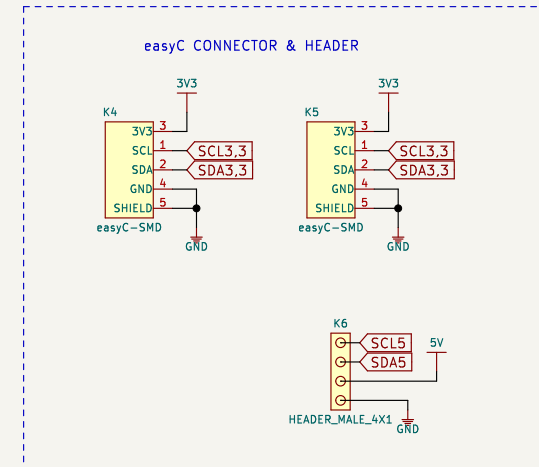 easyC CONNECTOR & HEADER
3V3
3V3
K4
K5
3V3 3
3V3 3
SCL 1 SCL3,3
SCL 1 SCL3,3
SDA 2 SDA3,3
SDA 2 SDA3,3
GND 4
GND 4
SHIELD 5
SHIELD 5
easyC-SMD
easyC-SMD
GND
GND
K6
SCL5
5V
SDA5
HEADER_MALE_4X1
GND